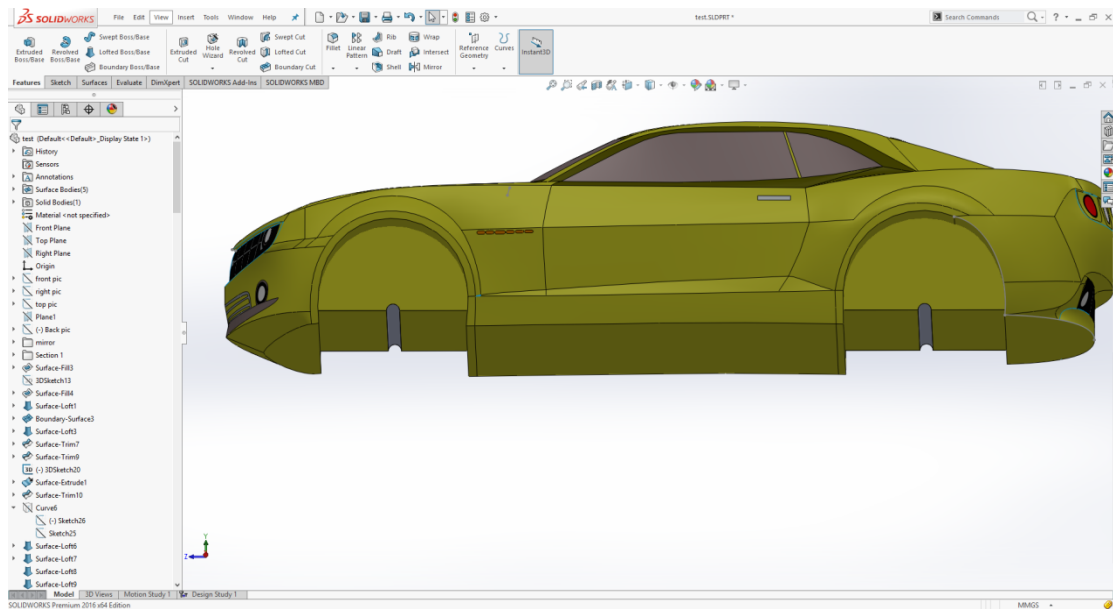 SOLIDWORKS File Edit View Insert Tools Window Help test.SLDPRT * Search Commands
Extruded Boss/Base
Revolved Boss/Base
Swept Boss/Base
Lofted Boss/Base
Boundary Boss/Base
Extruded Cut
Hole Wizard
Revolved Cut
Swept Cut
Lofted Cut
Boundary Cut
Fillet
Linear Pattern
Rib
Draft
Shell
Wrap
Intersect
Mirror
Reference Geometry
Curves
Instant3D
Features Sketch Surfaces Evaluate DimXpert SOLIDWORKS Add-Ins SOLIDWORKS MBD
test (Default<<Default>_Display State 1>)
History
Sensors
Annotations
Surface Bodies(5)
Solid Bodies(1)
Material <not specified>
Front Plane
Top Plane
Right Plane
Origin
front pic
right pic
top pic
Plane1
(-) Back pic
mirror
Section 1
Surface-Fill3
3DSketch13
Surface-Fill4
Surface-Loft1
Boundary-Surface3
Surface-Loft3
Surface-Trim7
Surface-Trim9
3D (-) 3DSketch20
Surface-Extrude1
Surface-Trim10
Curve6
(-) Sketch26
Sketch25
Surface-Loft6
Surface-Loft7
Surface-Loft8
Surface-Loft9
Y
Z
Model 3D Views Motion Study 1 Design Study 1
SOLIDWORKS Premium 2016 x64 Edition MMGS